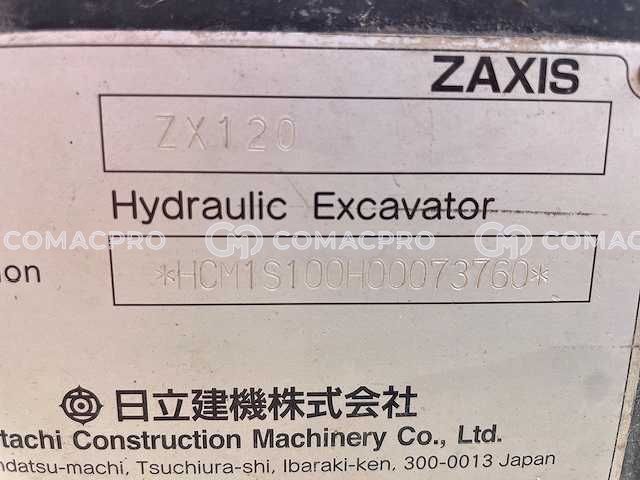 ZAXIS
ZX120
Hydraulic Excavator
COMACPRO COMACPRO COMACPRO
*HCM1S100H00073760*
日立建機株式会社
Construction Machinery Co., Ltd.
Tsuchiura-shi, Ibaraki-ken, 300-0013 Japan